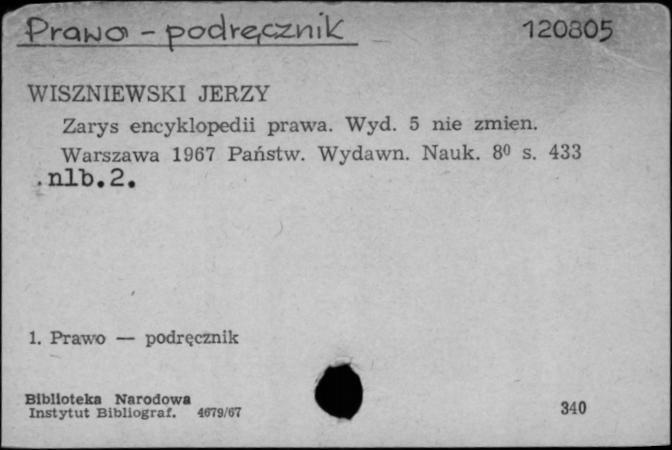 Prawo - podręcznik 120805
WISZNIEWSKI JERZY
Zarys encyklopedii prawa. Wyd. 5 nie zmien.
Warszawa 1967 Państw. Wydawn. Nauk. 8⁰ s. 433
.nlb.2.
1. Prawo — podręcznik
Biblioteka Narodowa
Instytut Bibliograf. 4679/67 340